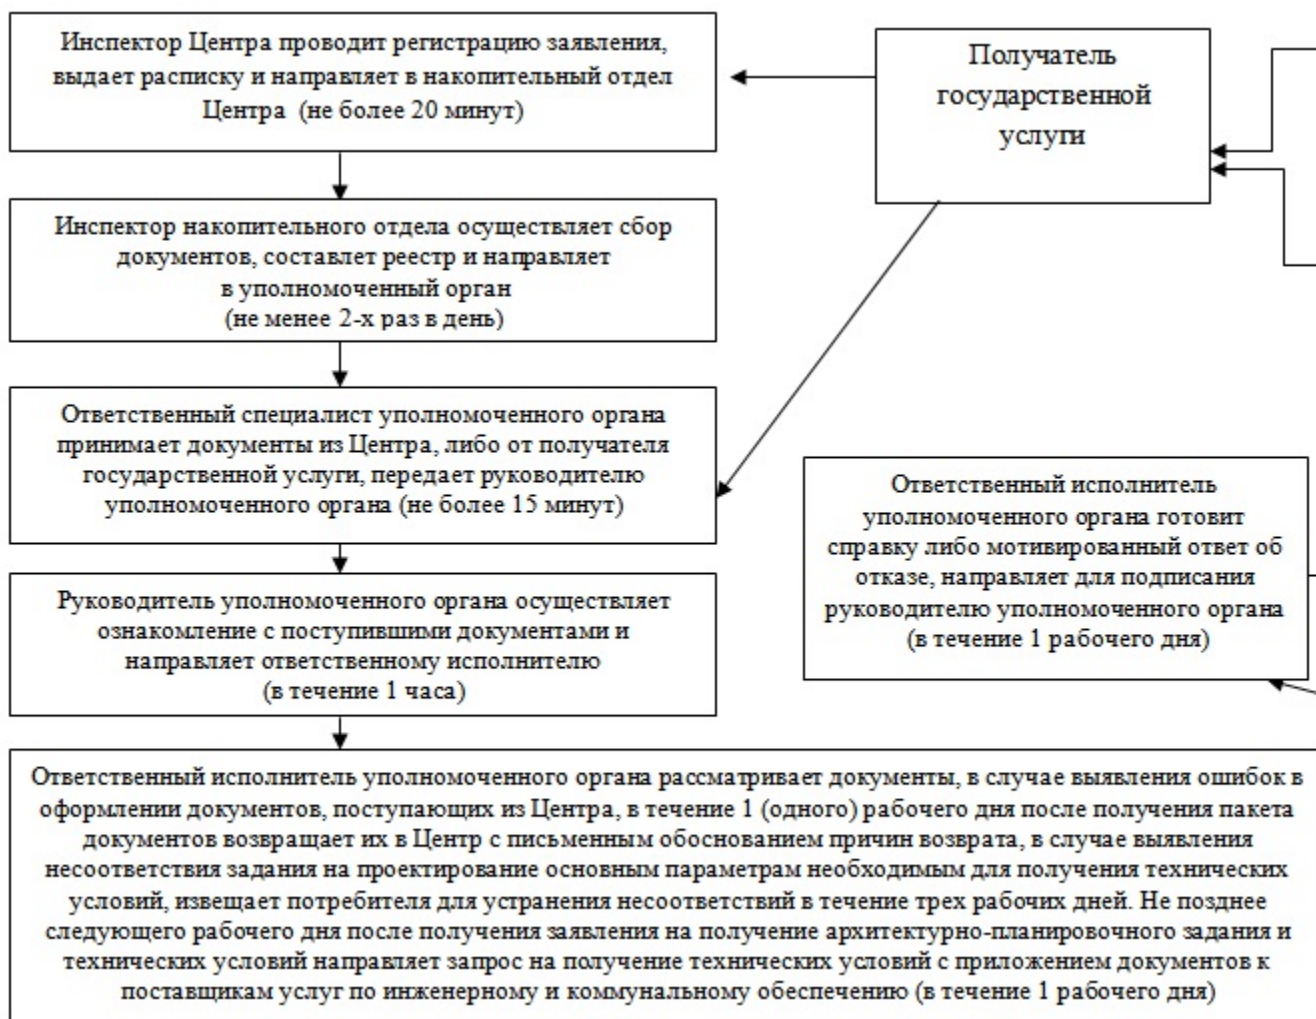 Инспектор Центра проводит регистрацию заявления,
выдает расписку и направляет в накопительный отдел
Центра (не более 20 минут)
Получатель
государственной
услуги
Инспектор накопительного отдела осуществляет сбор
документов, составлет реестр и направляет
в уполномоченный орган
(не менее 2-х раз в день)
Ответственный специалист уполномоченного органа
принимает документы из Центра, либо от получателя
государственной услуги, передает руководителю
уполномоченного органа (не более 15 минут)
Ответственный исполнитель
уполномоченного органа готовит
справку либо мотивированный ответ об
отказе, направляет для подписания
руководителю уполномоченного органа
(в течение 1 рабочего дня)
Руководитель уполномоченного органа осуществляет
ознакомление с поступившими документами и
направляет ответственному исполнителю
(в течение 1 часа)
Ответственный исполнитель уполномоченного органа рассматривает документы, в случае выявления ошибок в
оформлении документов, поступающих из Центра, в течение 1 (одного) рабочего дня после получения пакета
документов возвращает их в Центр с письменным обоснованием причин возврата, в случае выявления
несоответствия задания на проектирование основным параметрам необходимым для получения технических
условий, извещает потребителя для устранения несоответствий в течение трех рабочих дней. Не позднее
следующего рабочего дня после получения заявления на получение архитектурно-планировочного задания и
технических условий направляет запрос на получение технических условий с приложением документов к
поставщикам услуг по инженерному и коммунальному обеспечению (в течение 1 рабочего дня)